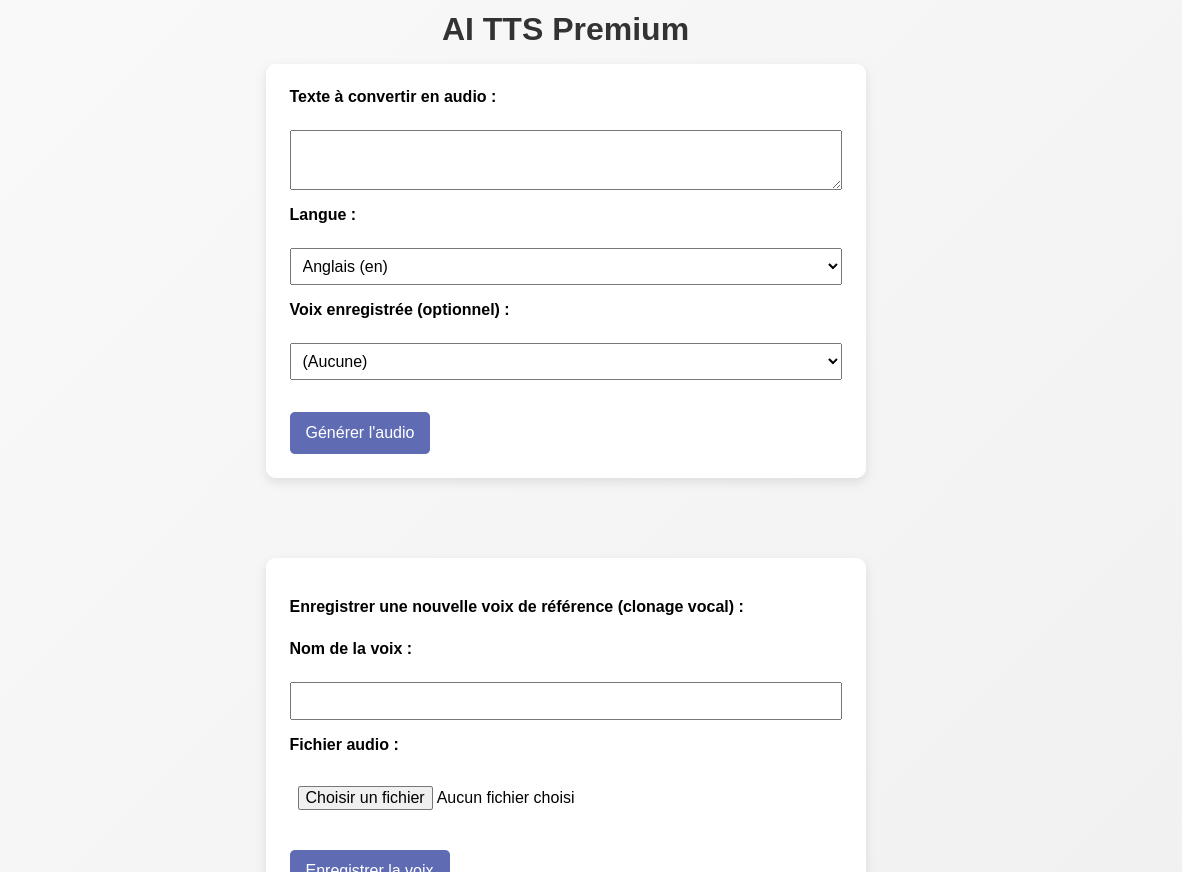 AI TTS Premium
Texte à convertir en audio :
Langue :
Anglais (en)
Voix enregistrée (optionnel) :
(Aucune)
Générer l'audio
Enregistrer une nouvelle voix de référence (clonage vocal) :
Nom de la voix :
Fichier audio :
Choisir un fichier Aucun fichier choisi
Enregistrer la voix